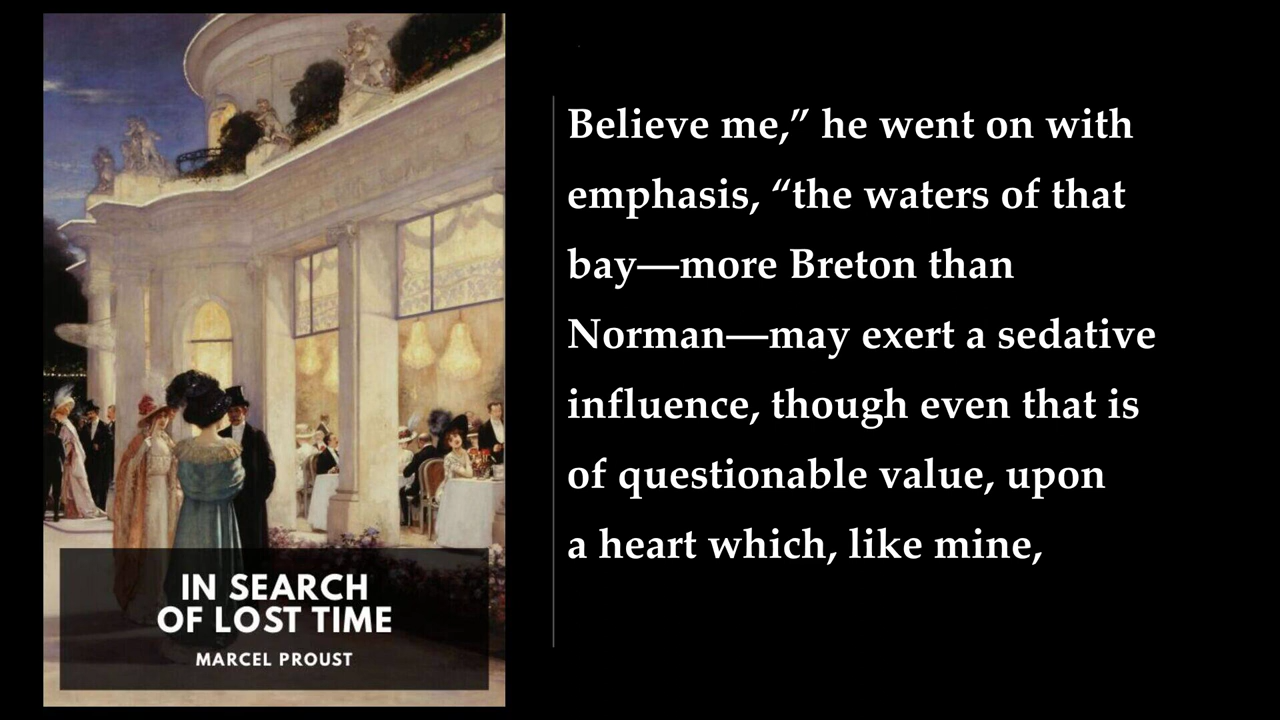 IN SEARCH
OF LOST TIME
MARCEL PROUST
Believe me,” he went on with
emphasis, “the waters of that
bay—more Breton than
Norman—may exert a sedative
influence, though even that is
of questionable value, upon
a heart which, like mine,